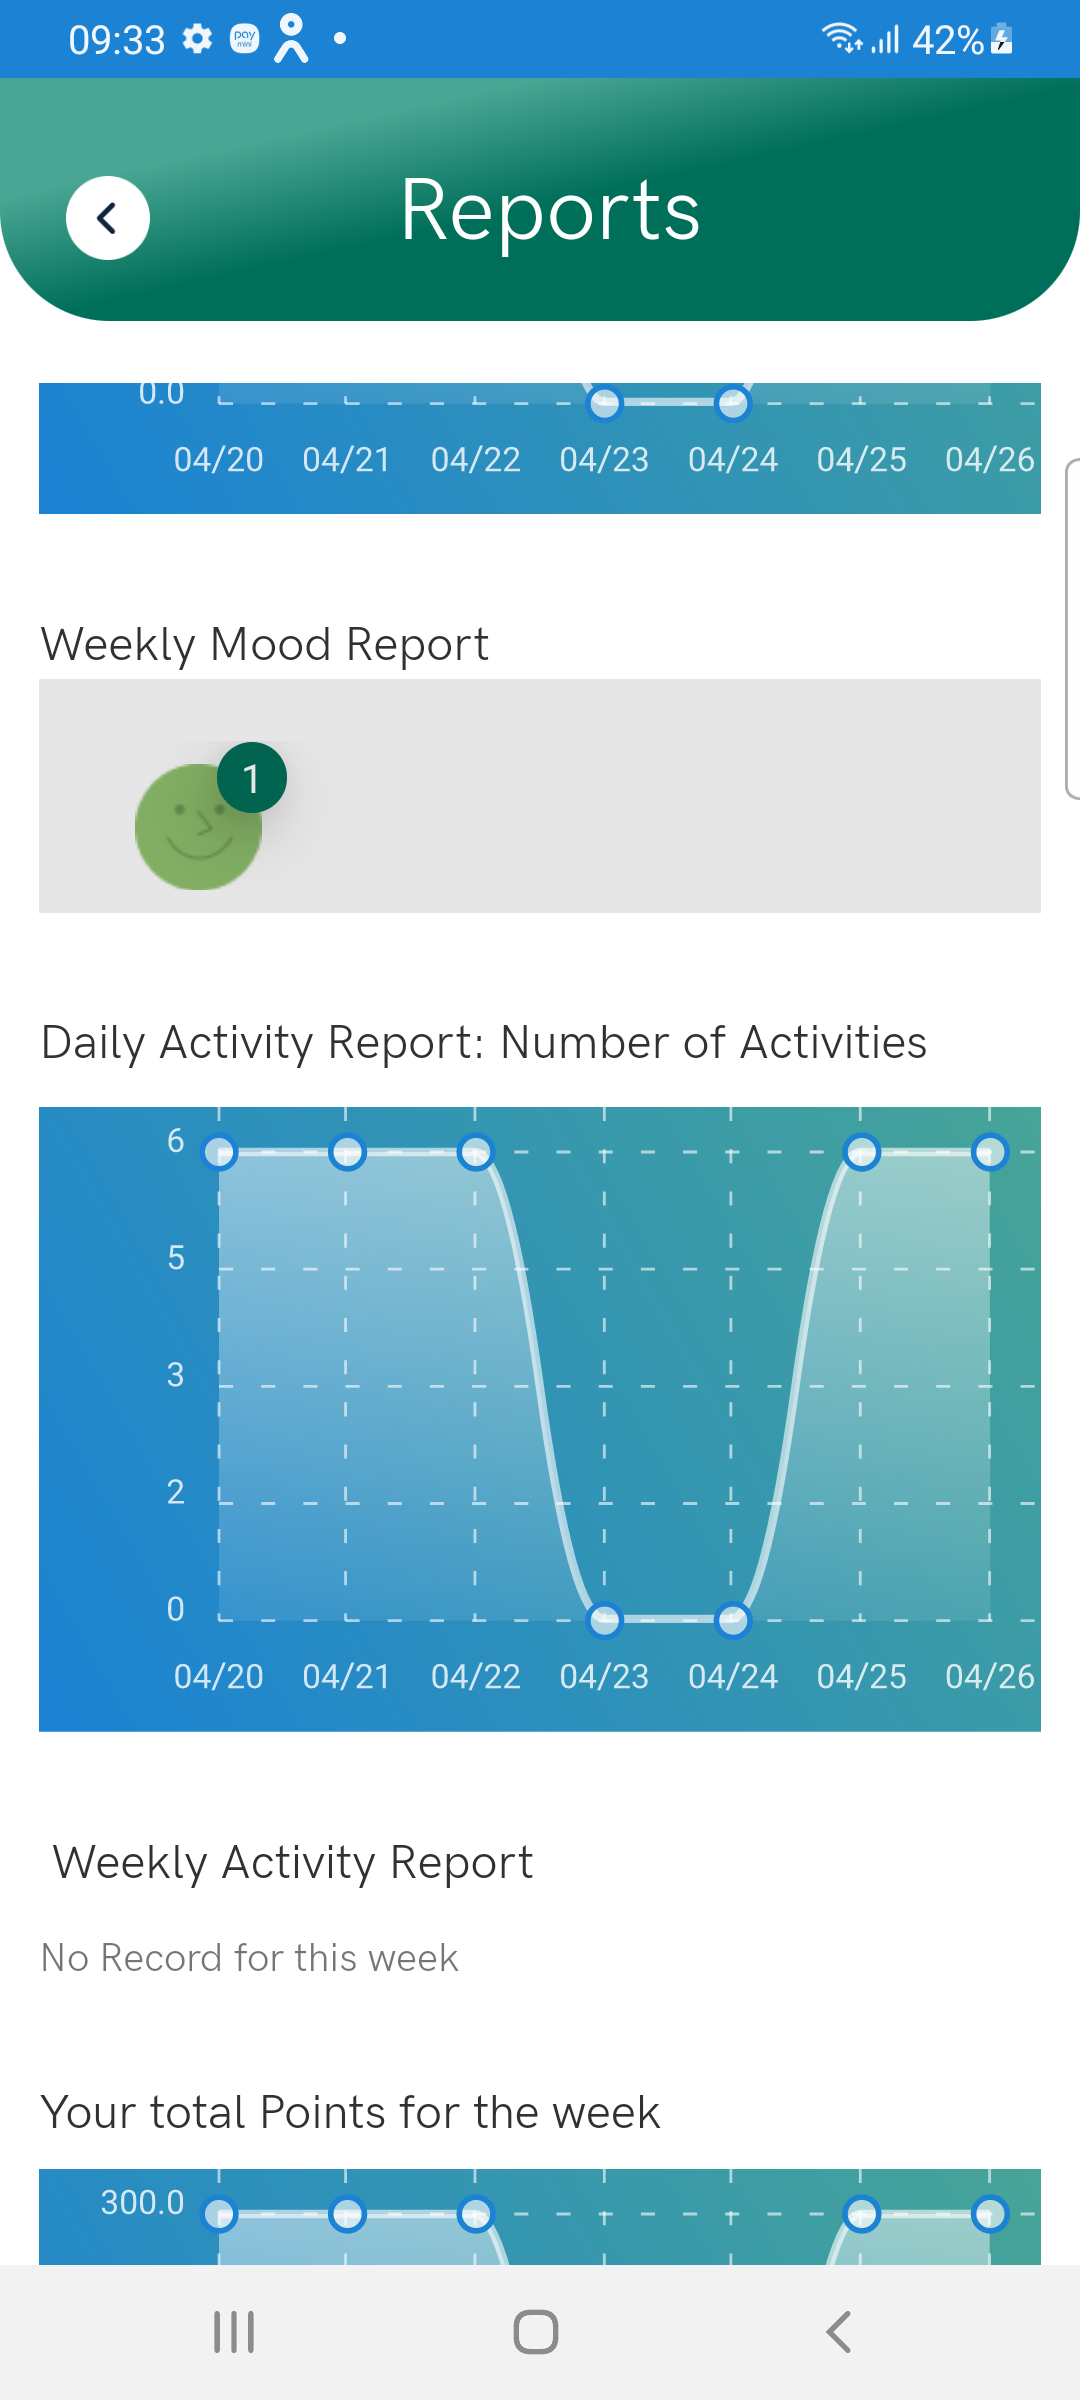 09:33 pay mini 42%
Reports
0.0
04/20 04/21 04/22 04/23 04/24 04/25 04/26
Weekly Mood Report
1
Daily Activity Report: Number of Activities
6
5
3
2
0
04/20 04/21 04/22 04/23 04/24 04/25 04/26
Weekly Activity Report
No Record for this week
Your total Points for the week
300.0